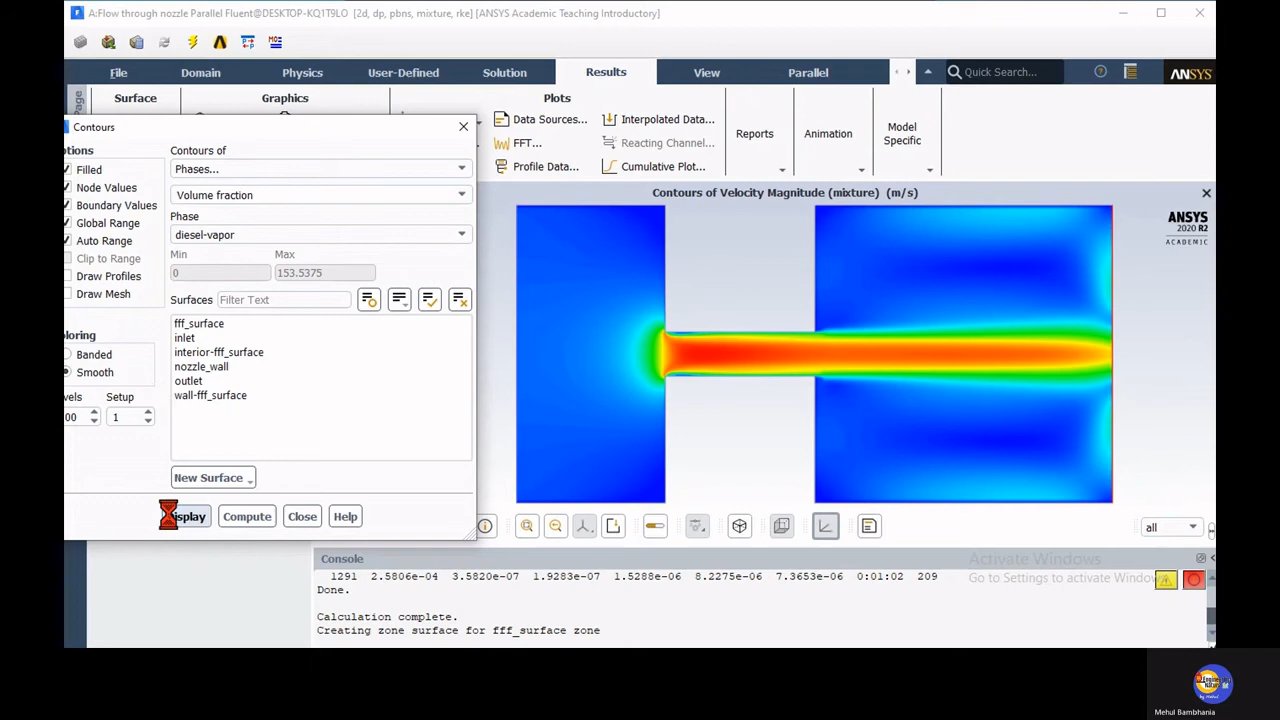 A:Flow through nozzle Parallel Fluent@DESKTOP-KQ1T9LO [2d, dp, pbns, mixture, rke] [ANSYS Academic Teaching Introductory]
File Domain Physics User-Defined Solution Results View Parallel Quick Search... ANSYS
Page
Surface Graphics Plots
Data Sources... Interpolated Data...
FFT... Reacting Channel...
Profile Data... Cumulative Plot...
Reports Animation Model
Specific
Contours
Contours of
Phases...
Volume fraction
Phase
diesel-vapor
Min Max
0 153.5375
ptions
Filled
Node Values
Boundary Values
Global Range
Auto Range
Clip to Range
Draw Profiles
Draw Mesh
Surfaces Filter Text
fff_surface
inlet
interior-fff_surface
nozzle_wall
outlet
wall-fff_surface
oloring
Banded
Smooth
vels Setup
00 1
New Surface
isplay Compute Close Help
Contours of Velocity Magnitude (mixture) (m/s)
ANSYS
2020 R2
ACADEMIC
all
Console
1291 2.5806e-04 3.5820e-07 1.9283e-07 1.5288e-06 8.2275e-06 7.3653e-06 0:01:02 209
Done.
Calculation complete.
Creating zone surface for fff_surface zone
Activate Windows
Go to Settings to activate Windows.
Mehul Bambhania